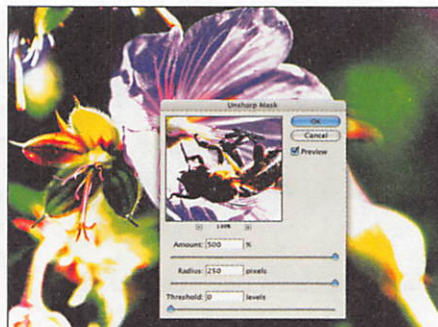 Unsharp Mask
OK
Cancel
Preview
100%
Amount: 500 %
Radius: 250 pixels
Threshold: 0 levels